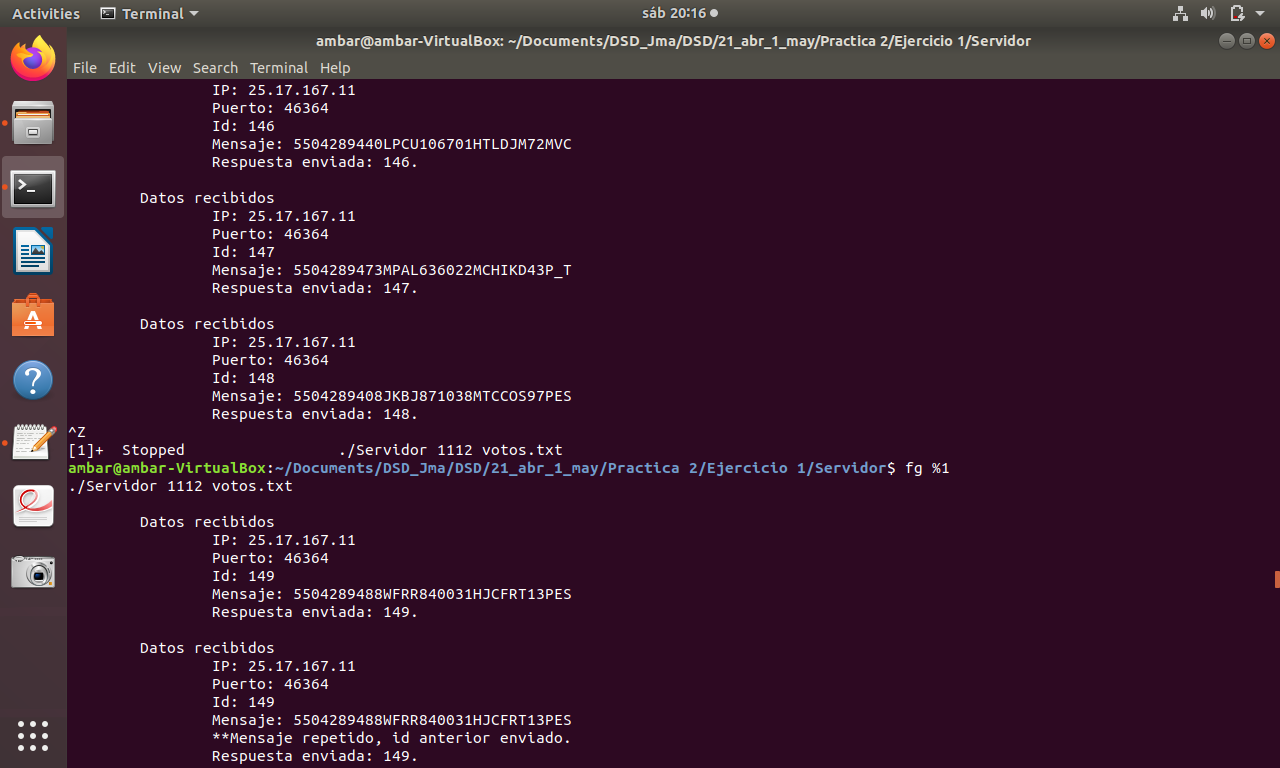 Activities Terminal sáb 20:16
ambar@ambar-VirtualBox: ~/Documents/DSD_Jma/DSD/21_abr_1_may/Practica 2/Ejercicio 1/Servidor
File Edit View Search Terminal Help
IP: 25.17.167.11
Puerto: 46364
Id: 146
Mensaje: 5504289440LPCU106701HTLDJM72MVC
Respuesta enviada: 146.
Datos recibidos
IP: 25.17.167.11
Puerto: 46364
Id: 147
Mensaje: 5504289473MPAL636022MCHIKD43P_T
Respuesta enviada: 147.
Datos recibidos
IP: 25.17.167.11
Puerto: 46364
Id: 148
Mensaje: 5504289408JKBJ871038MTCCOS97PES
Respuesta enviada: 148.
^Z
[1]+  Stopped                 ./Servidor 1112 votos.txt
ambar@ambar-VirtualBox:~/Documents/DSD_Jma/DSD/21_abr_1_may/Practica 2/Ejercicio 1/Servidor$ fg %1
./Servidor 1112 votos.txt
Datos recibidos
IP: 25.17.167.11
Puerto: 46364
Id: 149
Mensaje: 5504289488WFRR840031HJCFRT13PES
Respuesta enviada: 149.
Datos recibidos
IP: 25.17.167.11
Puerto: 46364
Id: 149
Mensaje: 5504289488WFRR840031HJCFRT13PES
**Mensaje repetido, id anterior enviado.
Respuesta enviada: 149.